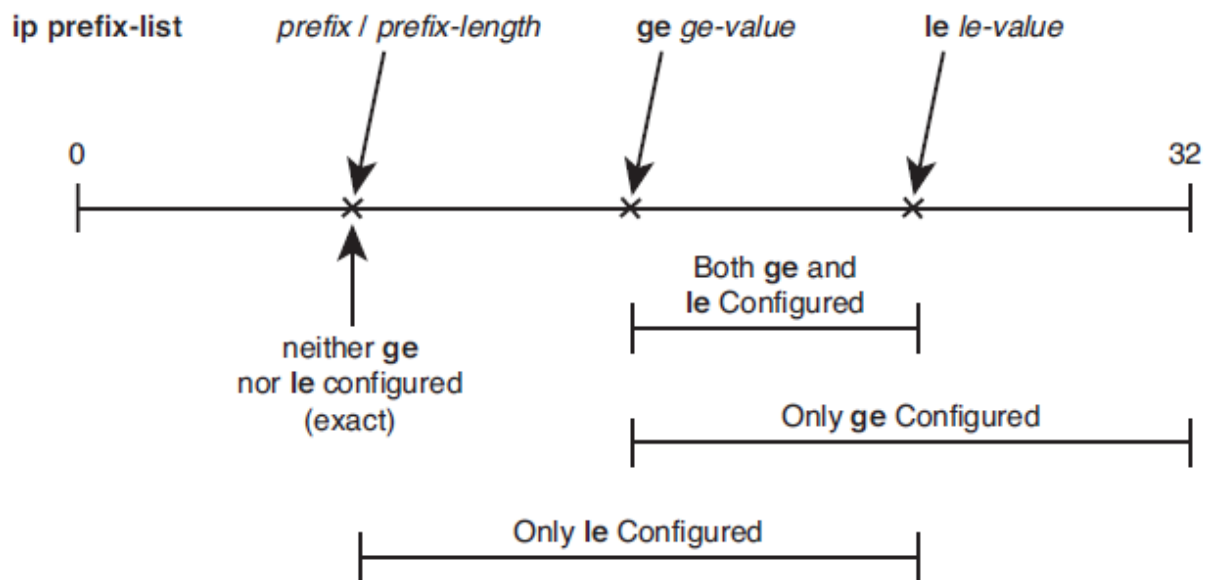 ip prefix-list prefix / prefix-length ge ge-value le le-value
0 32
Both ge and
le Configured
neither ge
nor le configured
(exact)
Only ge Configured
Only le Configured